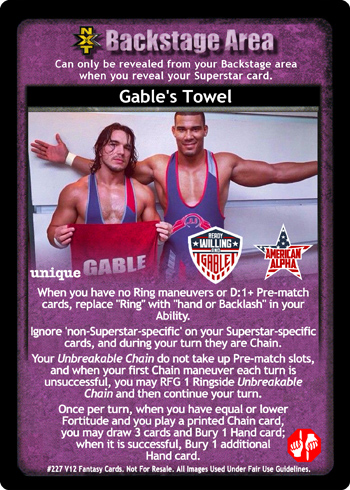 NXT
Backstage Area
Can only be revealed from your Backstage area
when you reveal your Superstar card.
Gable's Towel
GABLE
READY
WILLING
AND
GABLE
AMERICAN
ALPHA
unique
When you have no Ring maneuvers or D:1+ Pre-match
cards, replace "Ring" with "hand or Backlash" in your
Ability.
Ignore 'non-Superstar-specific' on your Superstar-specific
cards, and during your turn they are Chain.
Your Unbreakable Chain do not take up Pre-match slots,
and when your first Chain maneuver each turn is
unsuccessful, you may RFG 1 Ringside Unbreakable
Chain and then continue your turn.
Once per turn, when you have equal or lower
Fortitude and you play a printed Chain card,
you may draw 3 cards and Bury 1 Hand card;
when it is successful, Bury 1 additional
Hand card.
#227 V12 Fantasy Cards. Not For Resale. All Images Used Under Fair Use Guidelines.